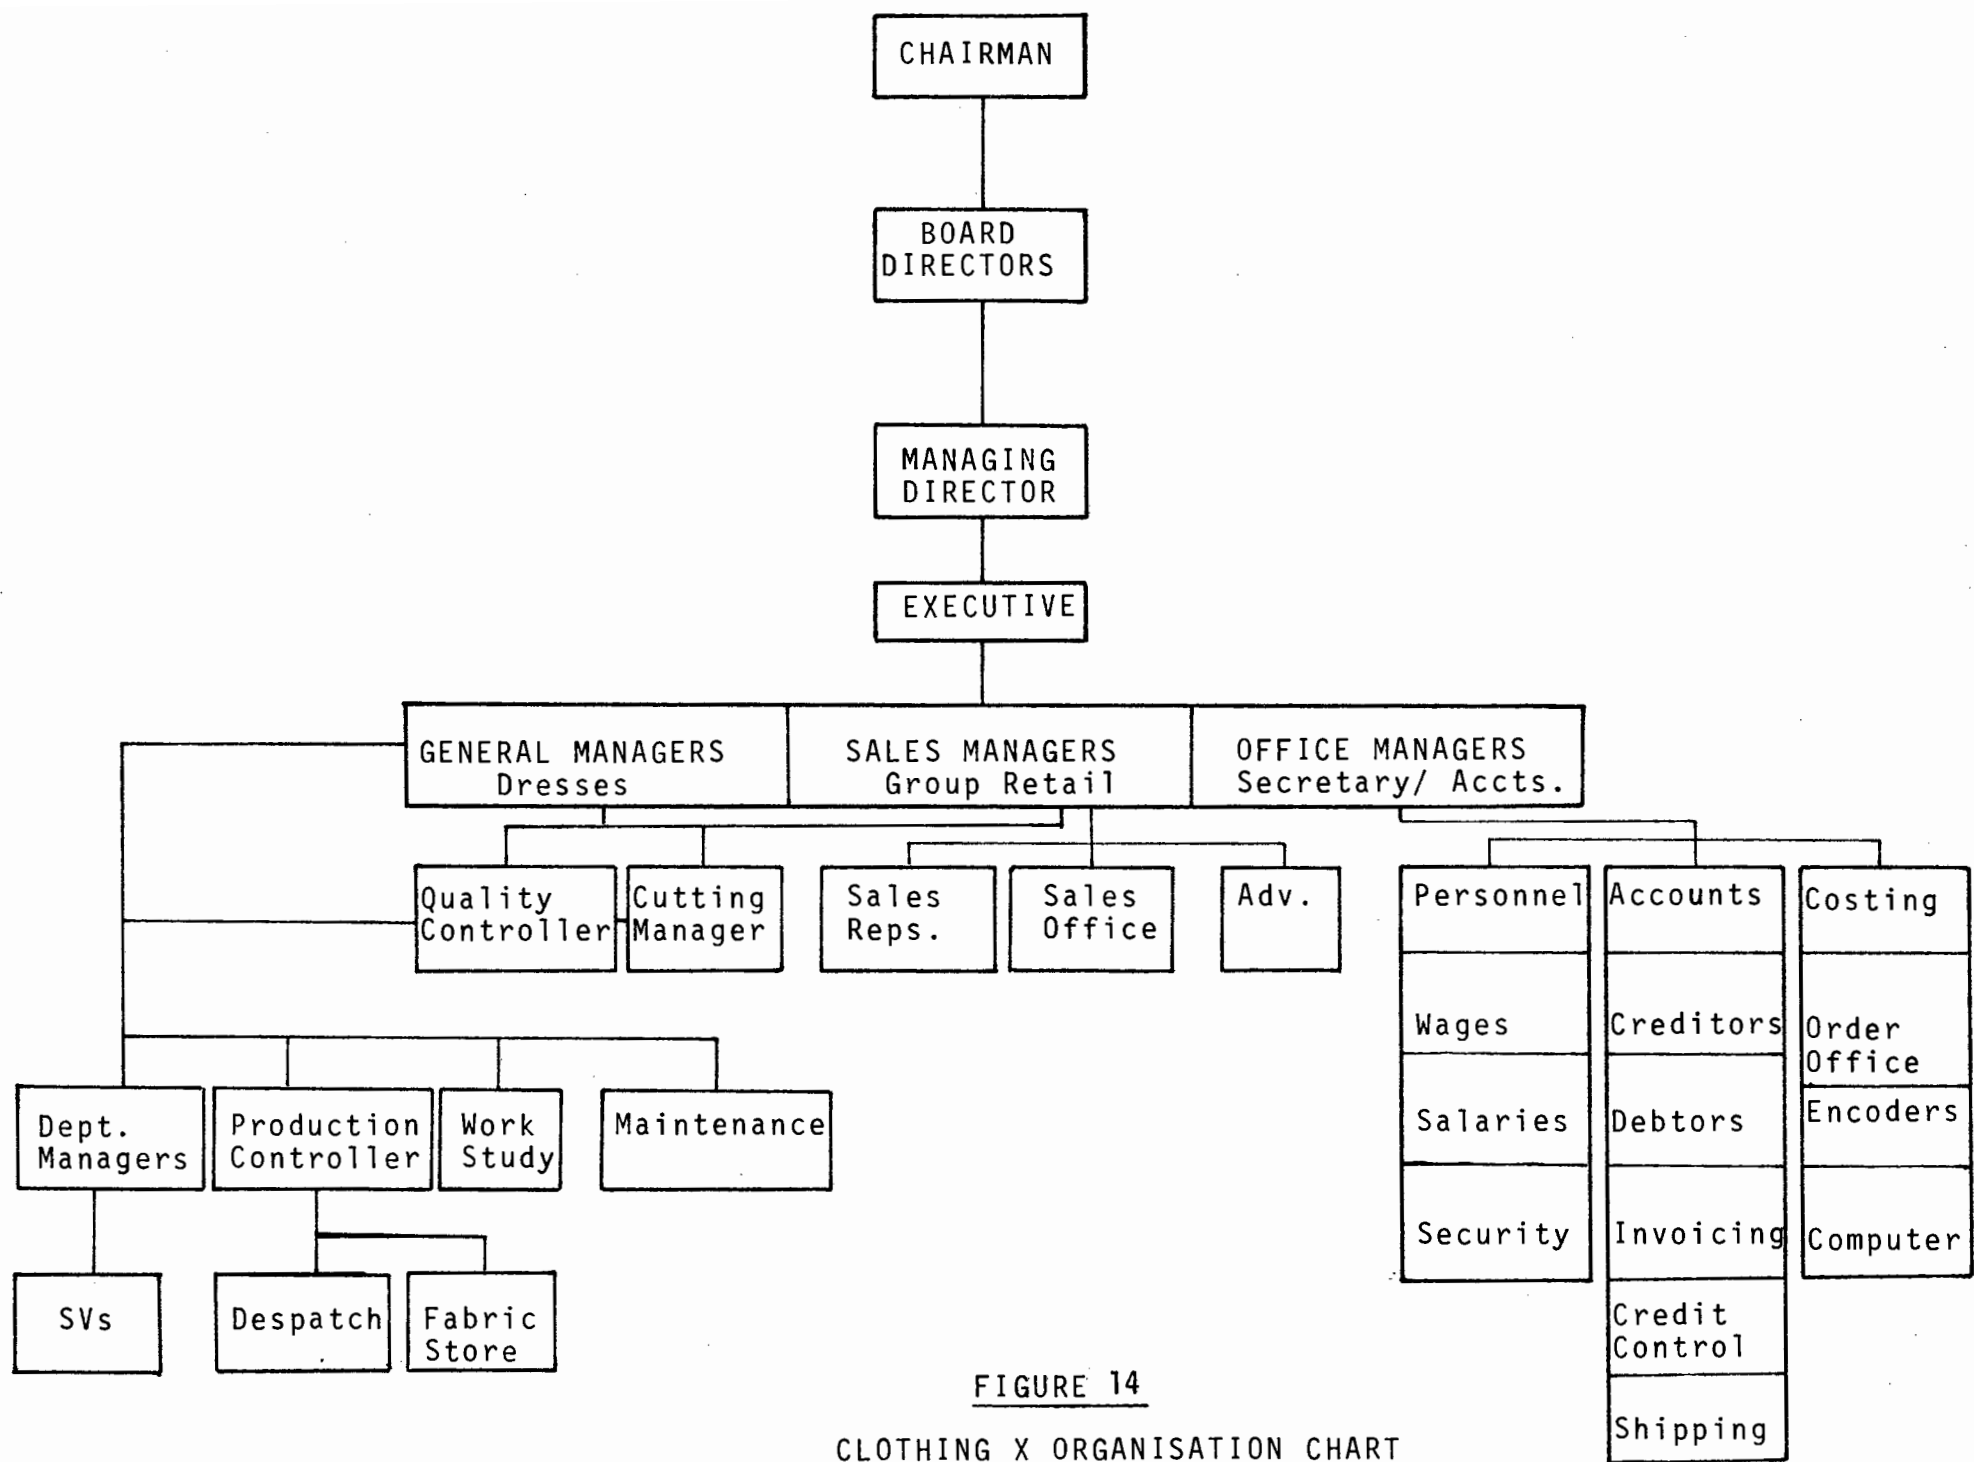 CHAIRMAN
BOARD
DIRECTORS
MANAGING
DIRECTOR
EXECUTIVE
GENERAL MANAGERS
Dresses
SALES MANAGERS
Group Retail
OFFICE MANAGERS
Secretary/ Accts.
Quality
Controller
Cutting
Manager
Sales
Reps.
Sales
Office
Adv.
Personnel
Wages
Salaries
Security
Accounts
Creditors
Debtors
Invoicing
Credit
Control
Shipping
Costing
Order
Office
Encoders
Computer
Dept.
Managers
Production
Controller
Work
Study
Maintenance
SVs
Despatch
Fabric
Store
FIGURE 14
CLOTHING X ORGANISATION CHART